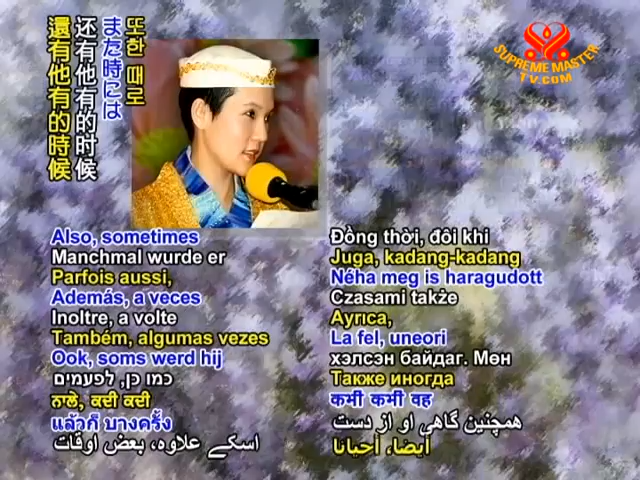 SUPREME MASTER
TV.COM
또한 때로
また時には
还有他有的时候
還有他有的時候
Also, sometimes
Manchmal wurde er
Parfois aussi,
Además, a veces
Inoltre, a volte
Também, algumas vezes
Ook, soms werd hij
כמו כן, לפעמים
ਨਾਲੇ, ਕਦੀ ਕਦੀ
แล้วก็ บางครั้ง
اسکے علاوہ، بعض اوقات
Đồng thời, đôi khi
Juga, kadang-kadang
Néha meg is haragudott
Czasami także
Ayrıca,
La fel, uneori
хэлсэн байдаг. Мөн
Также иногда
कभी कभी वह
همچنین گاهی او از دست
ايضا، احيانا